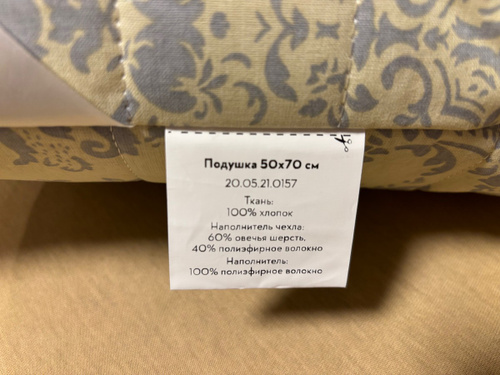 Подушка 50х70 см
20.05.21.0157
Ткань:
100% хлопок
Наполнитель чехла:
60% овечья шерсть,
40% полиэфирное волокно
Наполнитель:
100% полиэфирное волокно